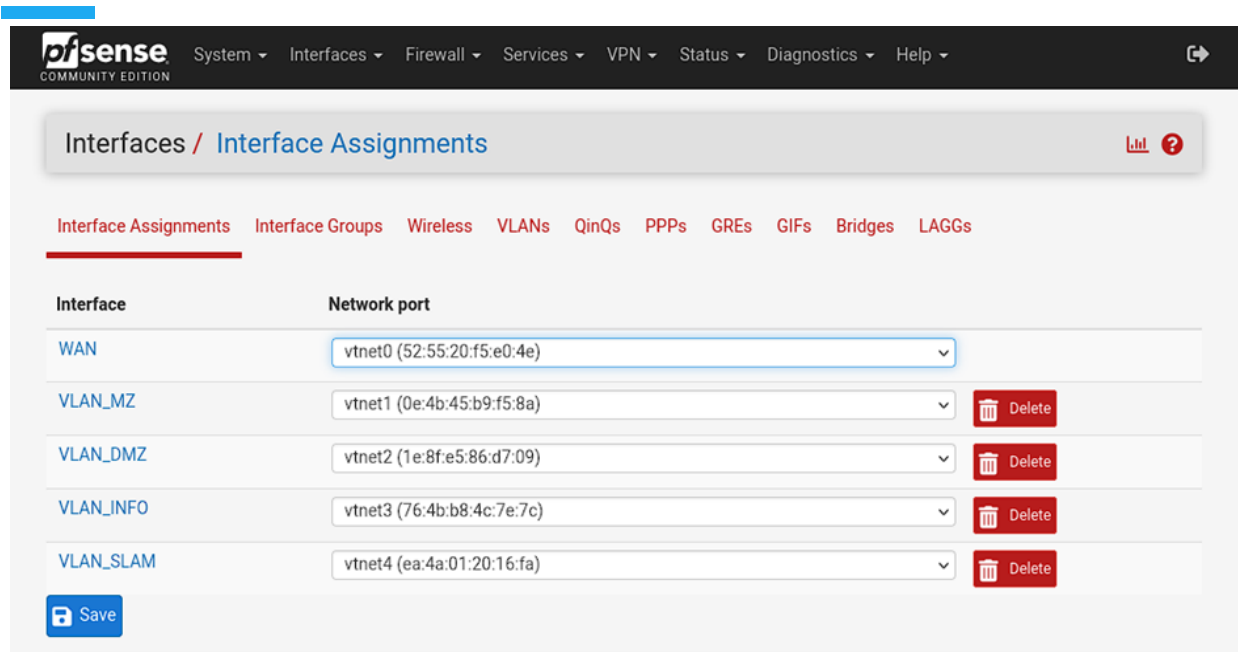 pfsense
COMMUNITY EDITION
System Interfaces Firewall Services VPN Status Diagnostics Help
Interfaces / Interface Assignments
Interface Assignments Interface Groups Wireless VLANs QinQs PPPs GREs GIFs Bridges LAGGs
Interface Network port
WAN vtnet0 (52:55:20:f5:e0:4e)
VLAN_MZ vtnet1 (0e:4b:45:b9:f5:8a) Delete
VLAN_DMZ vtnet2 (1e:8f:e5:86:d7:09) Delete
VLAN_INFO vtnet3 (76:4b:b8:4c:7e:7c) Delete
VLAN_SLAM vtnet4 (ea:4a:01:20:16:fa) Delete
Save